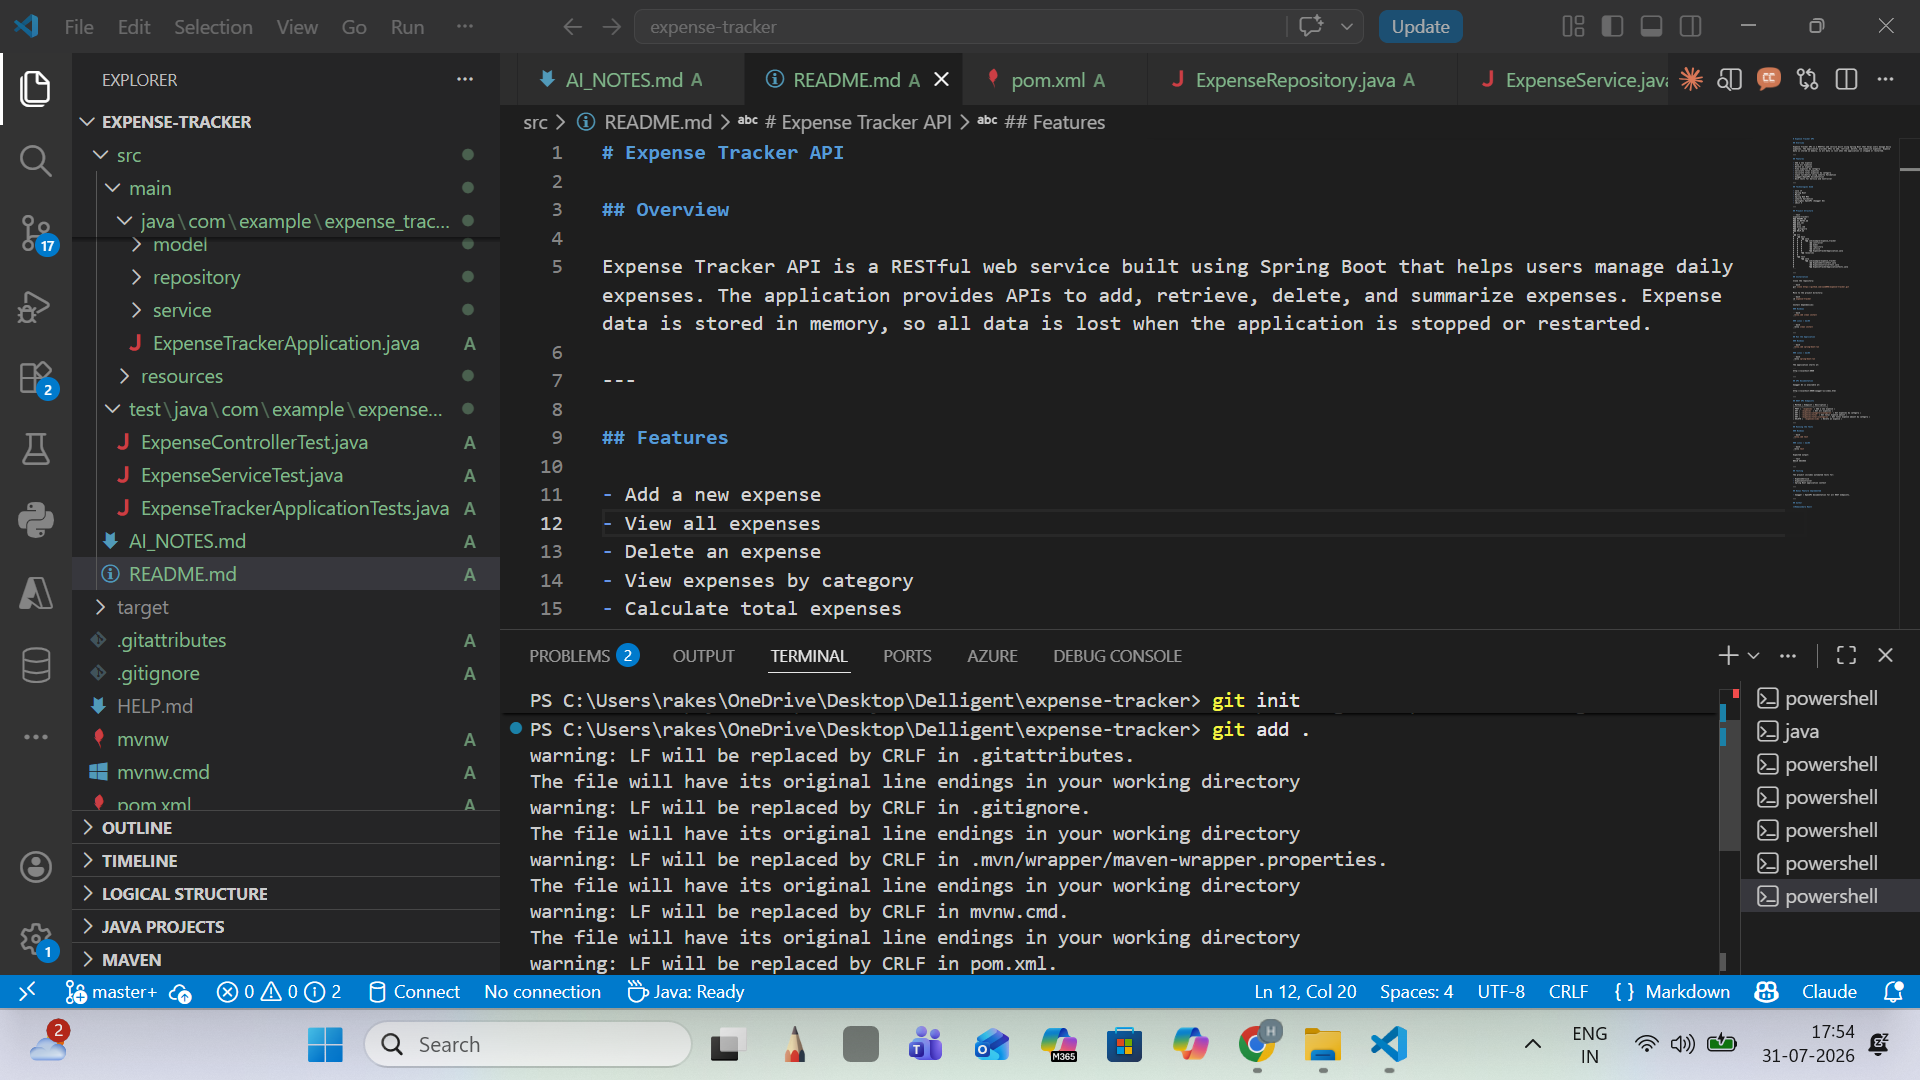 File Edit Selection View Go Run ···
expense-tracker
Update
EXPLORER
AI_NOTES.md A
README.md A
pom.xml A
ExpenseRepository.java A
ExpenseService.java
EXPENSE-TRACKER
src
main
java\com\example\expense_trac...
model
repository
service
ExpenseTrackerApplication.java A
resources
test\java\com\example\expense...
ExpenseControllerTest.java A
ExpenseServiceTest.java A
ExpenseTrackerApplicationTests.java A
AI_NOTES.md A
README.md A
target
.gitattributes A
.gitignore A
HELP.md
mvnw A
mvnw.cmd A
pom.xml A
OUTLINE
TIMELINE
LOGICAL STRUCTURE
JAVA PROJECTS
MAVEN
17
2
1
src > README.md > abc # Expense Tracker API > abc ## Features
1 # Expense Tracker API
2
3 ## Overview
4
5 Expense Tracker API is a RESTful web service built using Spring Boot that helps users manage daily
expenses. The application provides APIs to add, retrieve, delete, and summarize expenses. Expense
data is stored in memory, so all data is lost when the application is stopped or restarted.
6
7 ---
8
9 ## Features
10
11 - Add a new expense
12 - View all expenses
13 - Delete an expense
14 - View expenses by category
15 - Calculate total expenses
PROBLEMS 2 OUTPUT TERMINAL PORTS AZURE DEBUG CONSOLE
PS C:\Users\rakes\OneDrive\Desktop\Delligent\expense-tracker> git init
PS C:\Users\rakes\OneDrive\Desktop\Delligent\expense-tracker> git add .
warning: LF will be replaced by CRLF in .gitattributes.
The file will have its original line endings in your working directory
warning: LF will be replaced by CRLF in .gitignore.
The file will have its original line endings in your working directory
warning: LF will be replaced by CRLF in .mvn/wrapper/maven-wrapper.properties.
The file will have its original line endings in your working directory
warning: LF will be replaced by CRLF in mvnw.cmd.
The file will have its original line endings in your working directory
warning: LF will be replaced by CRLF in pom.xml.
powershell
java
powershell
powershell
powershell
powershell
powershell
master+ 0 0 2 Connect No connection Java: Ready
Ln 12, Col 20 Spaces: 4 UTF-8 CRLF { } Markdown Claude
2
Search
M365
H
ENG
IN
17:54
31-07-2026